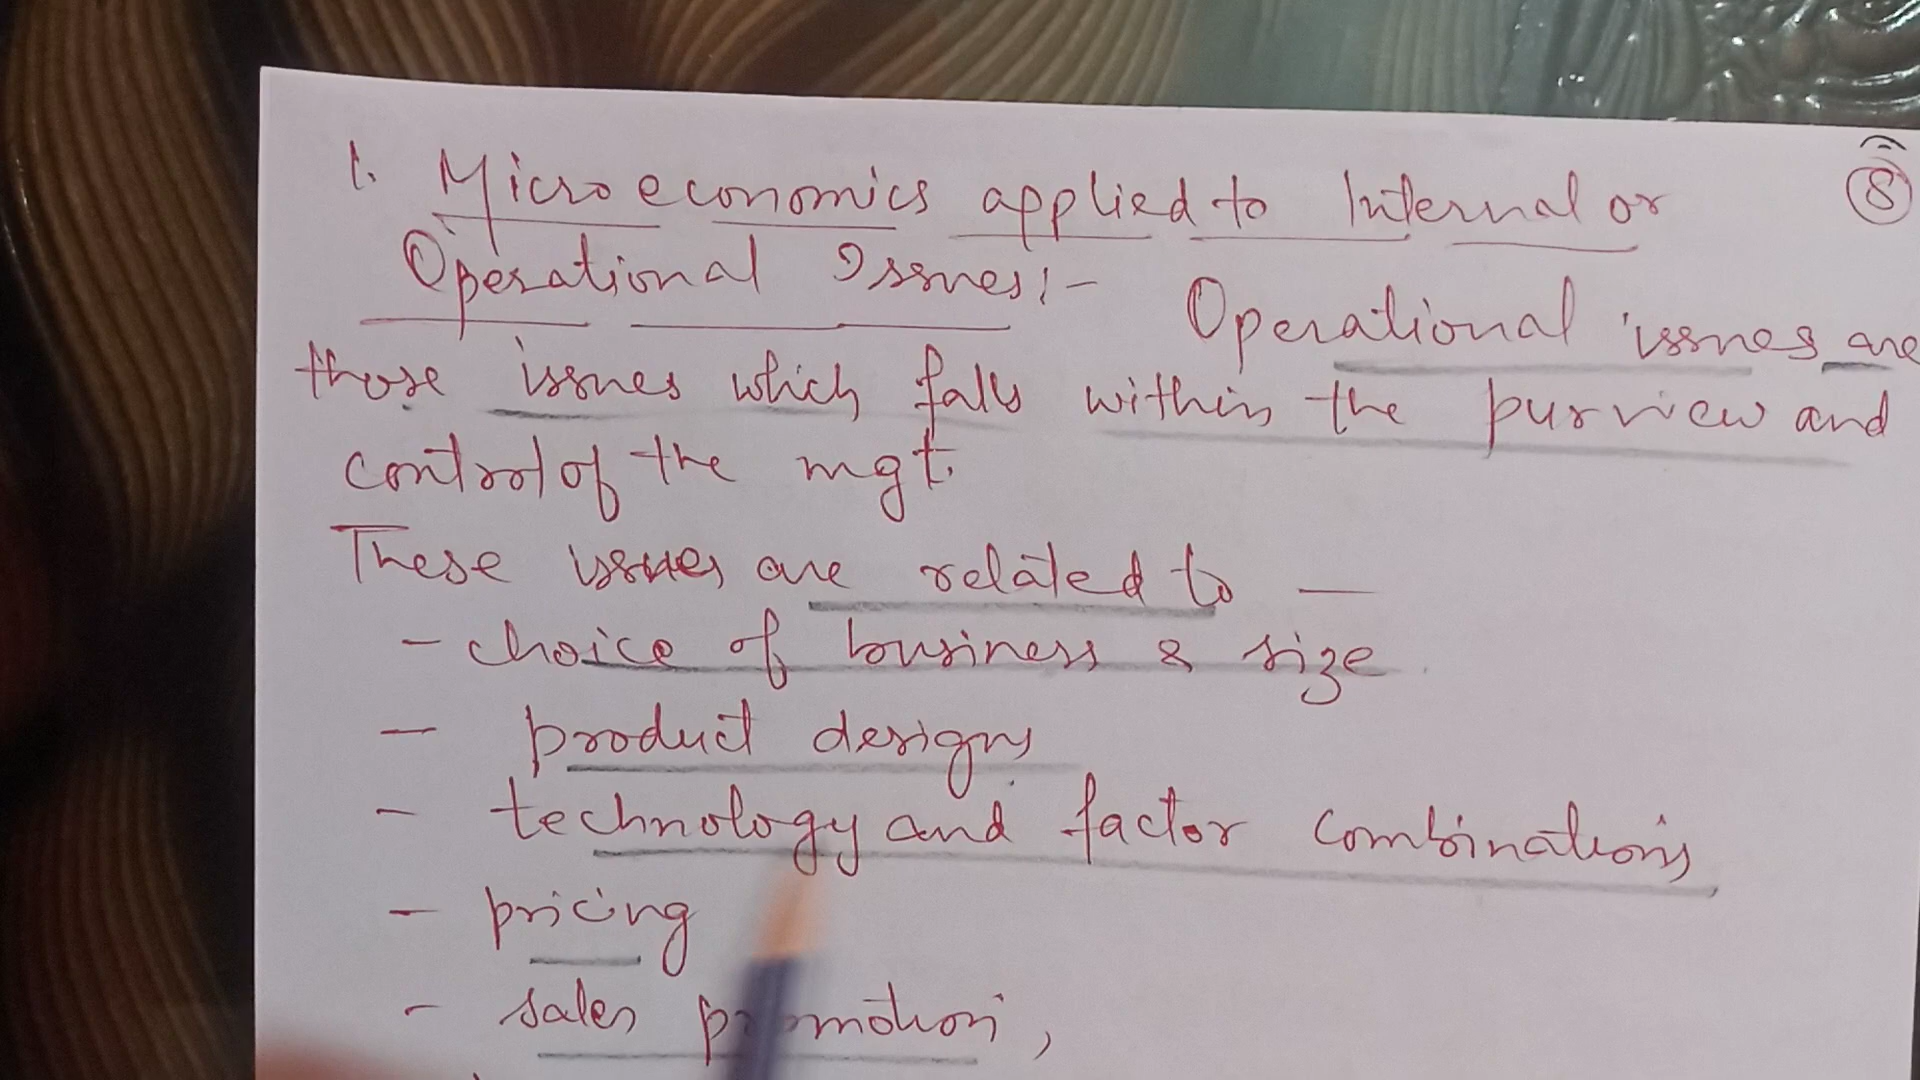 1. Microeconomics applied to Internal or
8
Operational Issues:- Operational issues are
those issues which falls within the purview and
control of the mgt.
These issues are related to —
- choice of business & size
- product designs
- technology and factor combinations,
- pricing
- sales promotion,